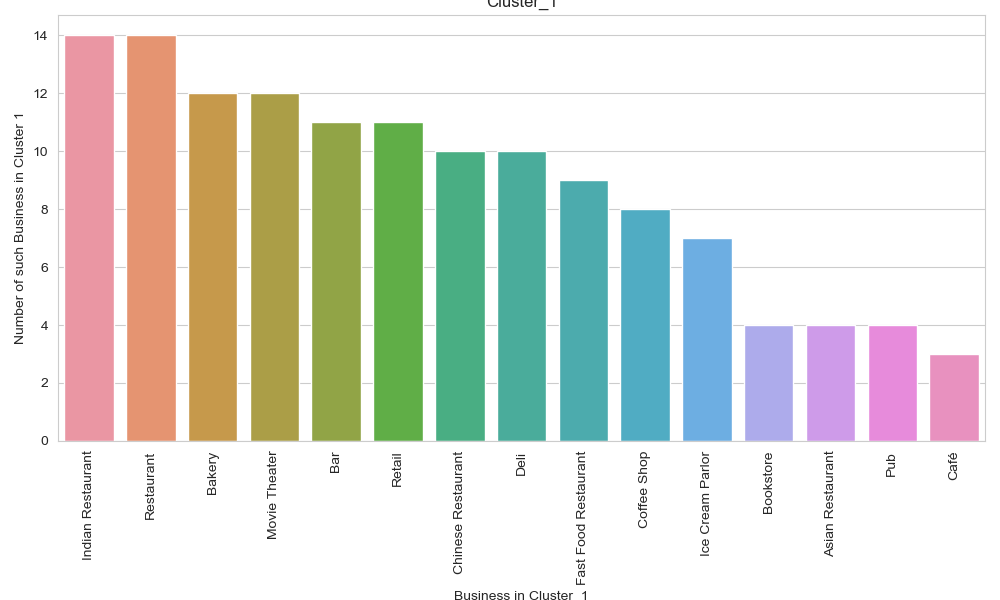 Cluster_1
Number of such Business in Cluster 1
14
12
10
8
6
4
2
0
Indian Restaurant
Restaurant
Bakery
Movie Theater
Bar
Retail
Chinese Restaurant
Deli
Fast Food Restaurant
Coffee Shop
Ice Cream Parlor
Bookstore
Asian Restaurant
Pub
Café
Business in Cluster_1